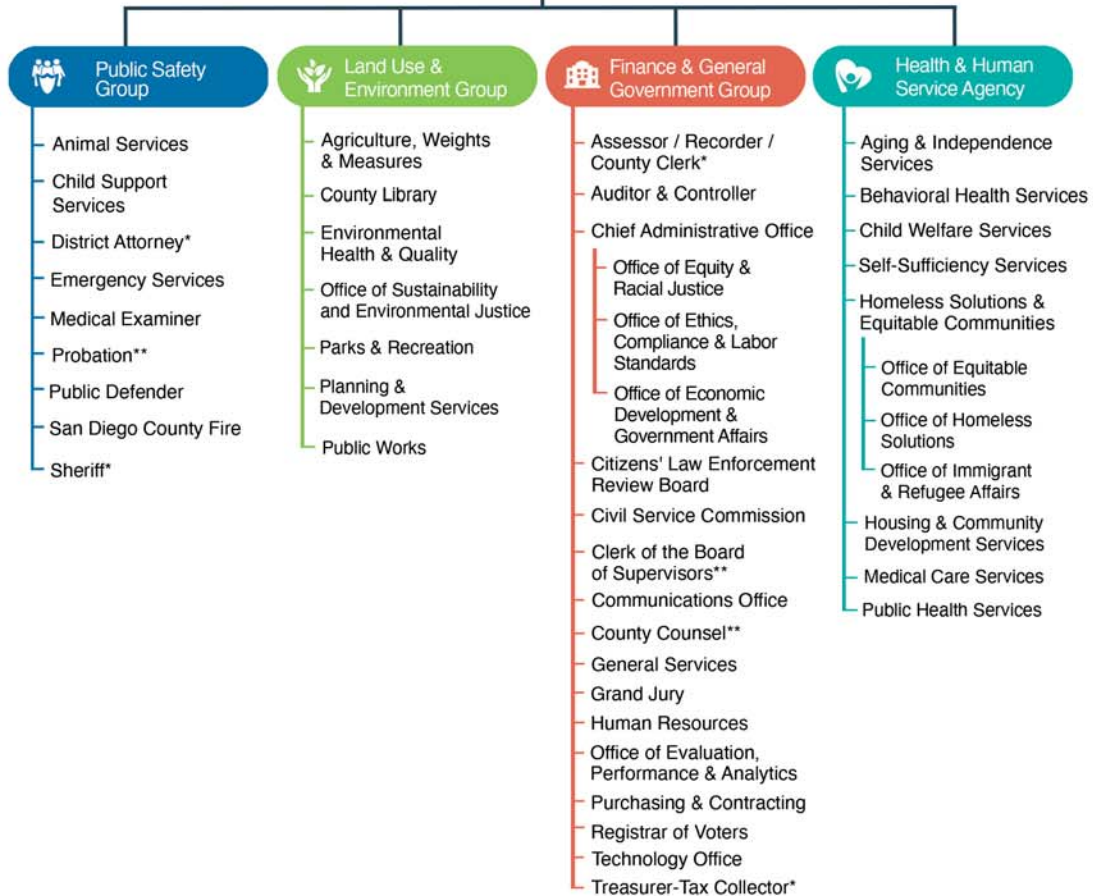 Public Safety
Group
Animal Services
Child Support
Services
District Attorney*
Emergency Services
Medical Examiner
Probation**
Public Defender
San Diego County Fire
Sheriff*
Land Use &
Environment Group
Agriculture, Weights
& Measures
County Library
Environmental
Health & Quality
Office of Sustainability
and Environmental Justice
Parks & Recreation
Planning &
Development Services
Public Works
Finance & General
Government Group
Assessor / Recorder /
County Clerk*
Auditor & Controller
Chief Administrative Office
Office of Equity &
Racial Justice
Office of Ethics,
Compliance & Labor
Standards
Office of Economic
Development &
Government Affairs
Citizens' Law Enforcement
Review Board
Civil Service Commission
Clerk of the Board
of Supervisors**
Communications Office
County Counsel**
General Services
Grand Jury
Human Resources
Office of Evaluation,
Performance & Analytics
Purchasing & Contracting
Registrar of Voters
Technology Office
Treasurer-Tax Collector*
Health & Human
Service Agency
Aging & Independence
Services
Behavioral Health Services
Child Welfare Services
Self-Sufficiency Services
Homeless Solutions &
Equitable Communities
Office of Equitable
Communities
Office of Homeless
Solutions
Office of Immigrant
& Refugee Affairs
Housing & Community
Development Services
Medical Care Services
Public Health Services